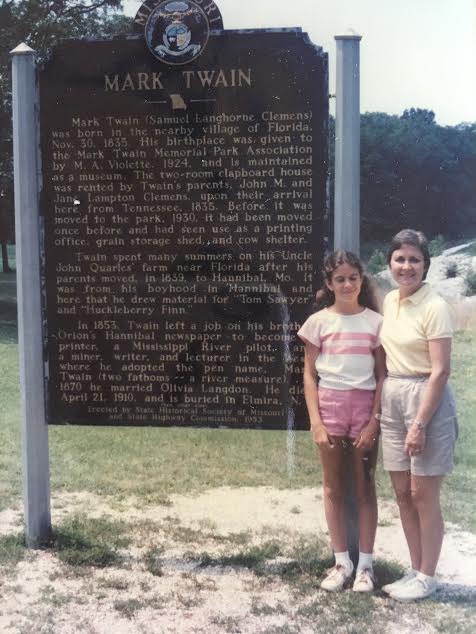 MISSOURI
MARK TWAIN
Mark Twain (Samuel Langhorne Clemens)
was born in the nearby village of Florida,
Nov. 30, 1835. His birthplace was given to
the Mark Twain Memorial Park Association
by M. A. Violette, 1924, and is maintained
as a museum. The two-room clapboard house
was rented by Twain's parents, John M. and
Jane Lampton Clemens, upon their arrival
here from Tennessee, 1835. Before it was
moved to the park, 1930, it had been moved
once before and had seen use as a printing
office, grain storage shed, and cow shelter.
Twain spent many summers on his Uncle
John Quarles' farm near Florida after his
parents moved, in 1839, to Hannibal, Mo. It
was from his boyhood in Hannibal and
here that he drew material for "Tom Sawyer"
and "Huckleberry Finn."
In 1853, Twain left a job on his broth
Orion's Hannibal newspaper to become
printer, a Mississippi River pilot, an
a miner, writer, and lecturer in the Wes
where he adopted the pen name, Mar
Twain (two fathoms -- a river measure).
1870 he married Olivia Langdon. He die
April 21, 1910, and is buried in Elmira, N.
Erected by State Historical Society of Missouri
and State Highway Commission, 1953